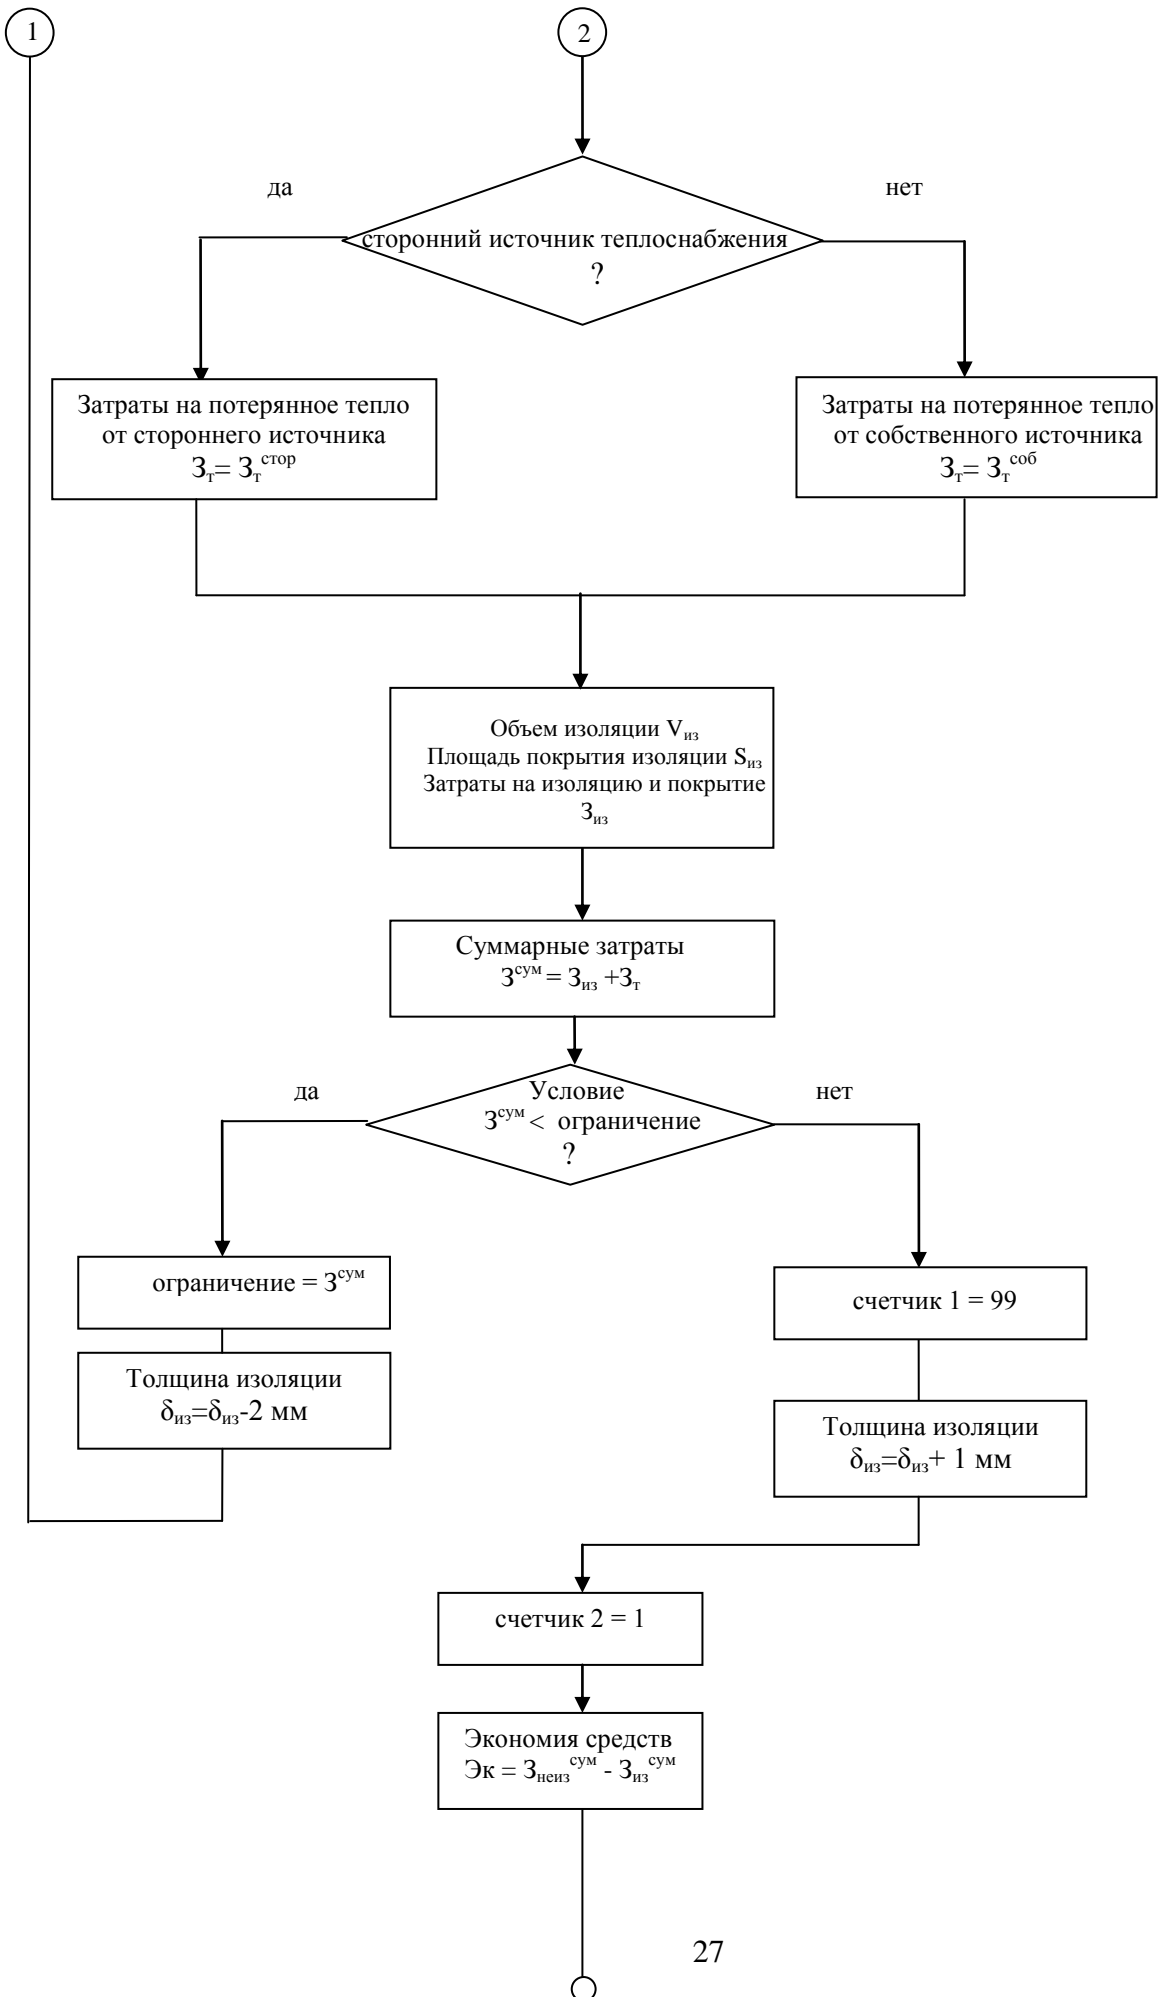 1
2
да
нет
сторонний источник теплоснабжения
?
Затраты на потерянное тепло
от стороннего источника
Зт= Зтстор
Затраты на потерянное тепло
от собственного источника
Зт= Зтсоб
Объем изоляции Vиз
Площадь покрытия изоляции Sиз
Затраты на изоляцию и покрытие
Зиз
Суммарные затраты
Зсум = Зиз +Зт
да
нет
Условие
Зсум < ограничение
?
ограничение = Зсум
счетчик 1 = 99
Толщина изоляции
δиз=δиз-2 мм
Толщина изоляции
δиз=δиз+ 1 мм
счетчик 2 = 1
Экономия средств
Эк = Знеизсум - Зизсум
27